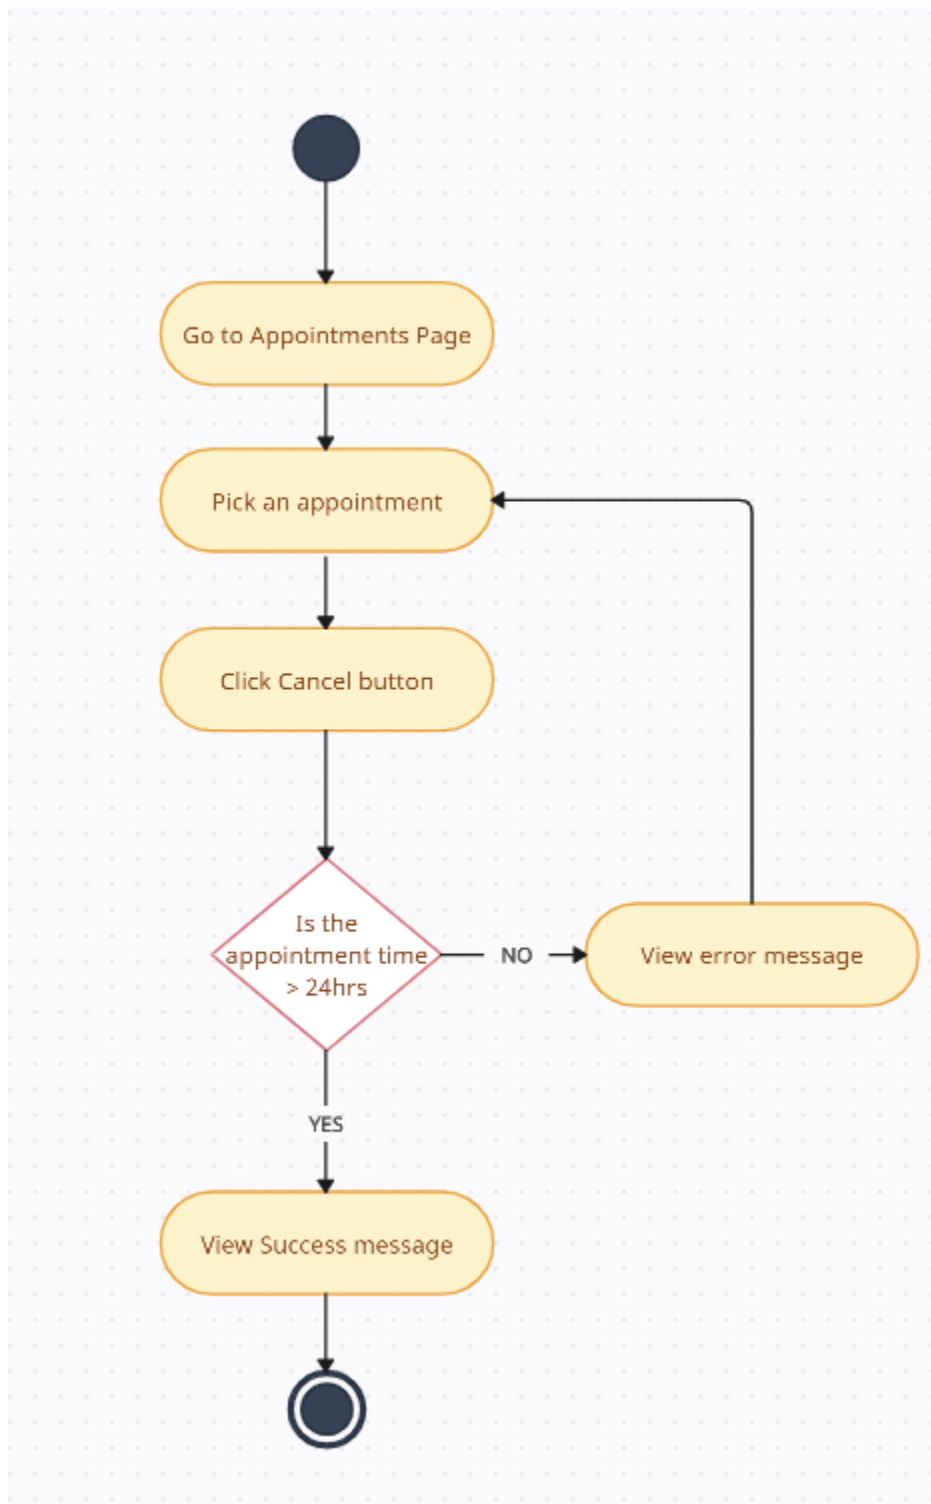 Go to Appointments Page
Pick an appointment
Click Cancel button
Is the
appointment time
> 24hrs
NO
View error message
YES
View Success message